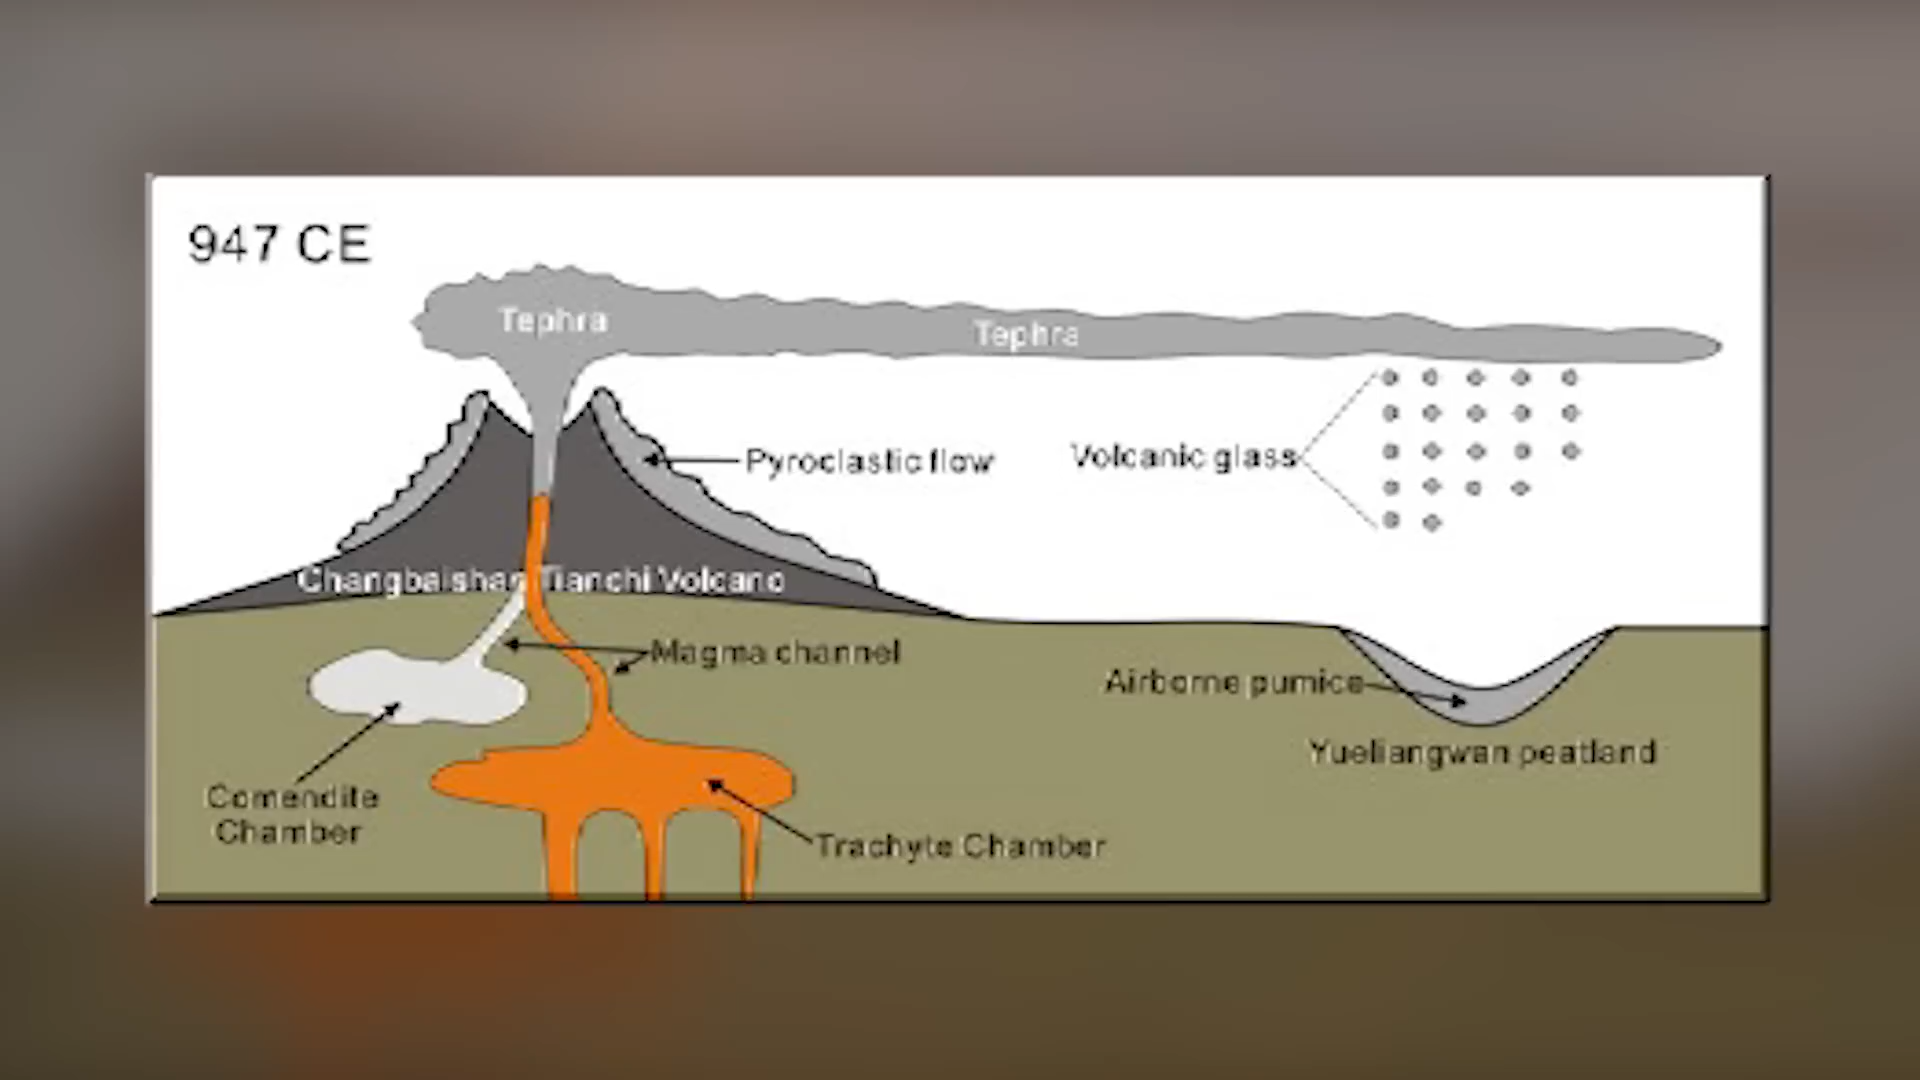 947 CE
Tephra
Tephra
Pyroclastic flow
Volcanic glass
Changbaishan Tianchi Volcano
Magma channel
Airborne pumice
Yueliangwan peatland
Comendite
Chamber
Trachyte Chamber